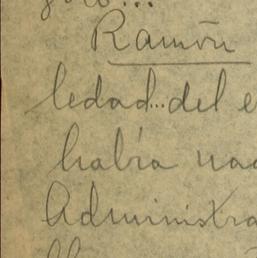 Ramón
ledad...del e
había nac
Administra